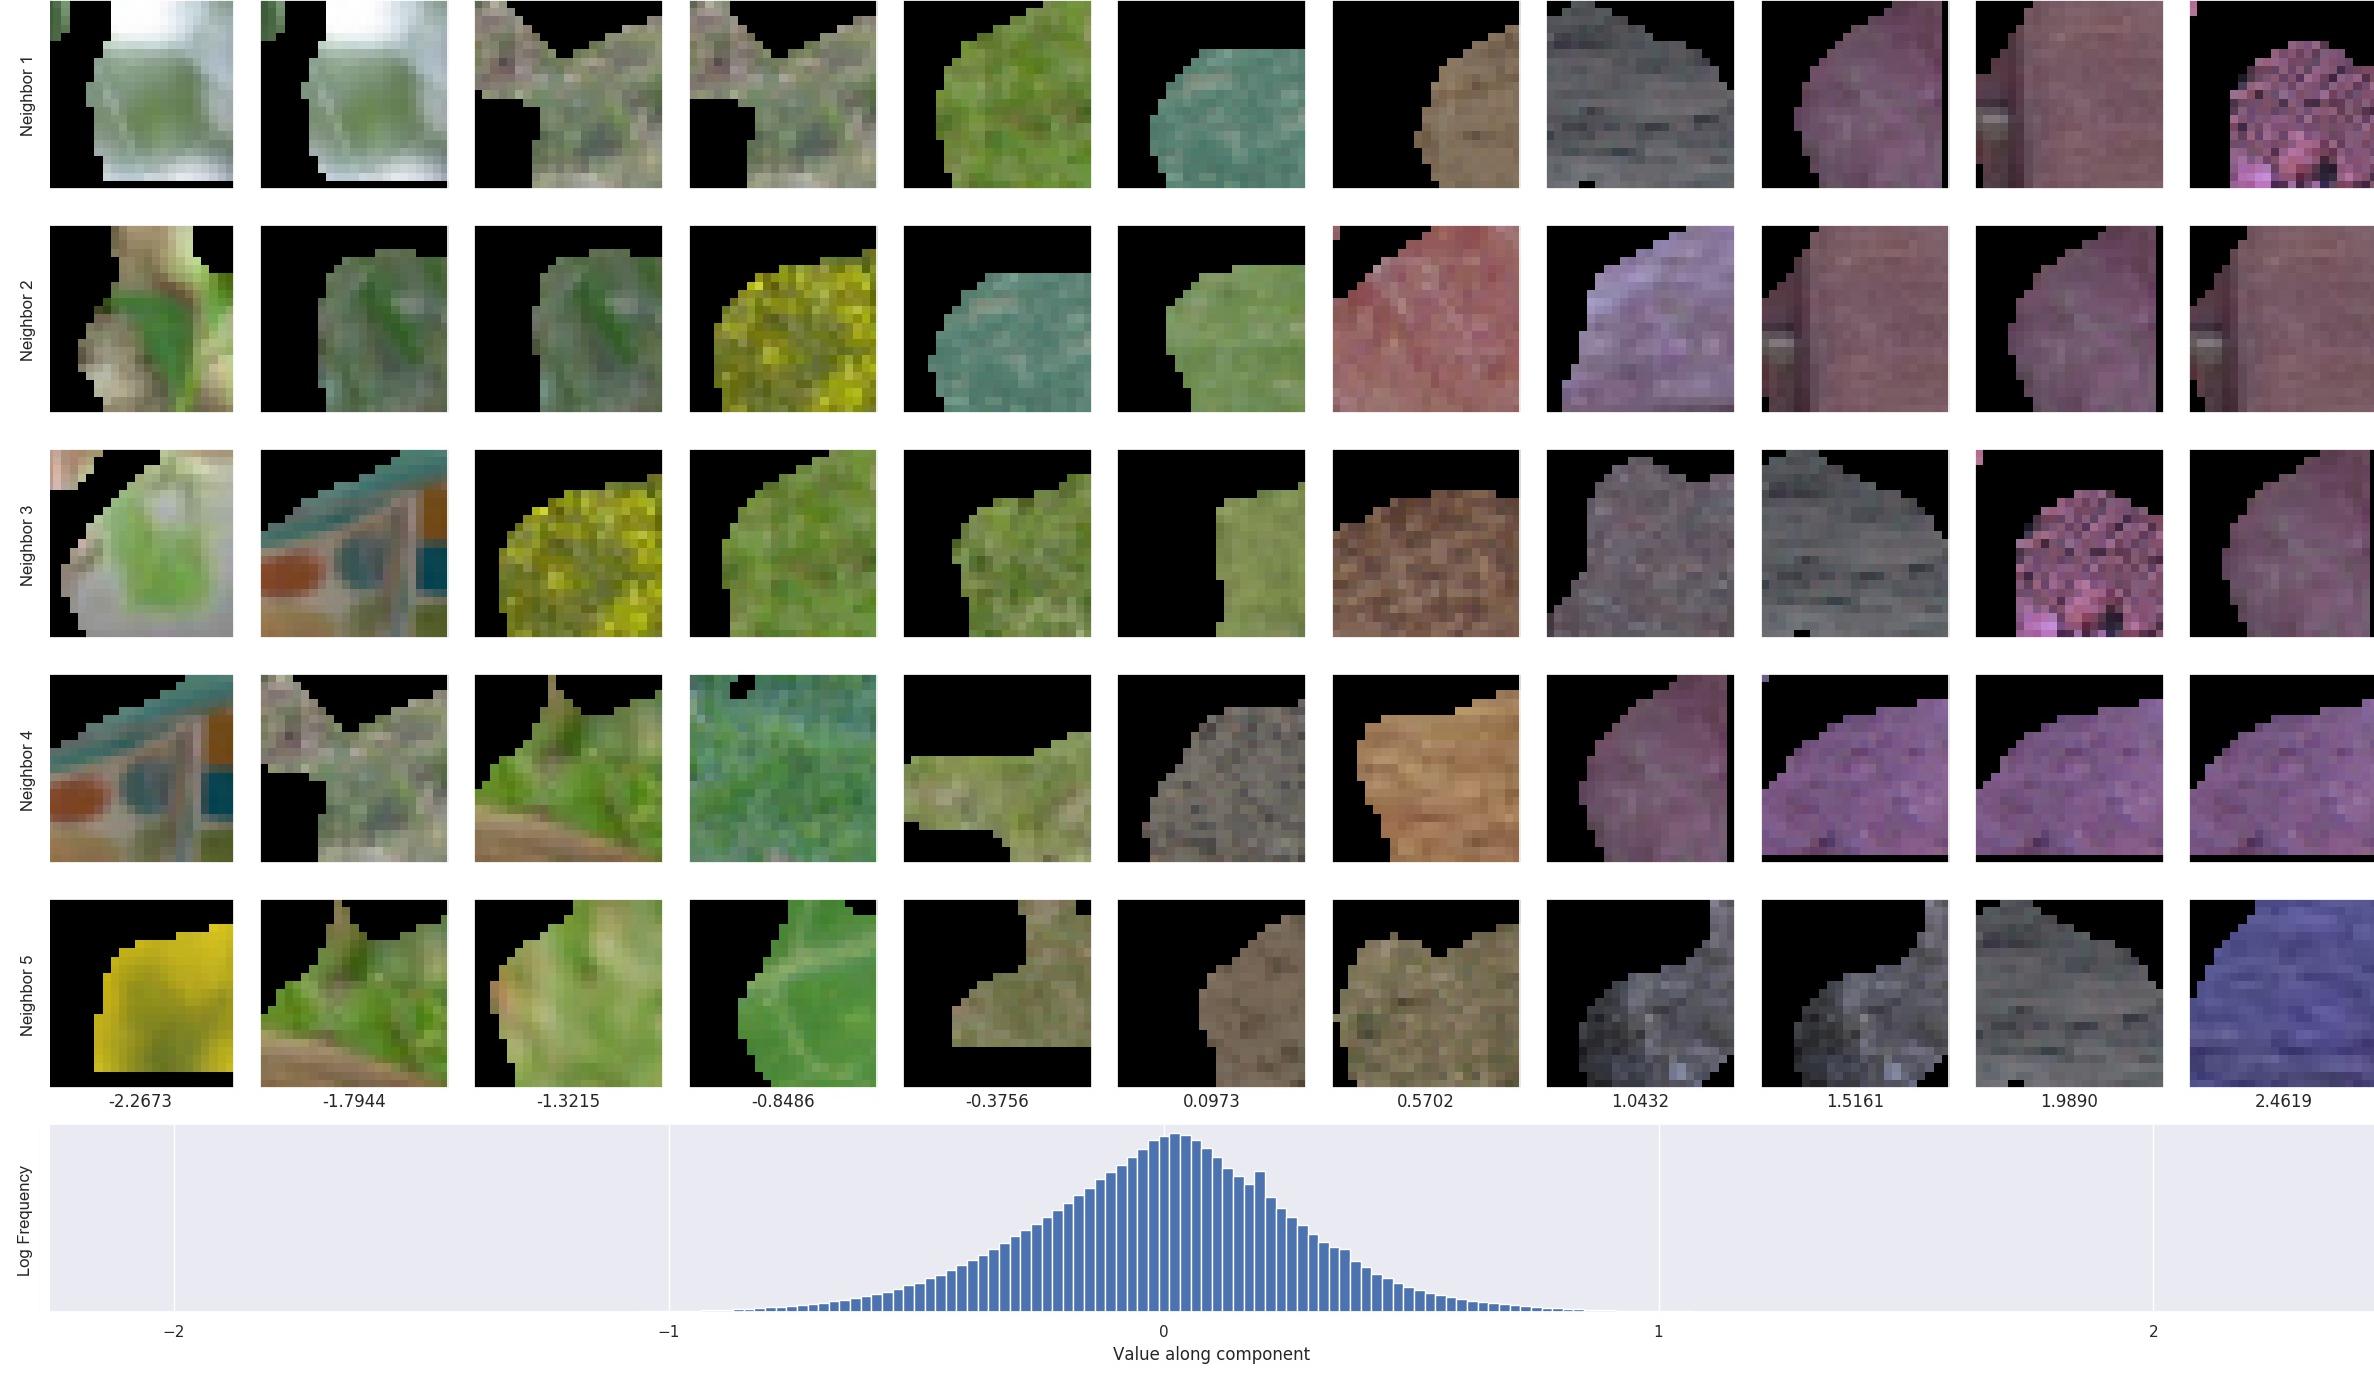 Neighbor 1
Neighbor 2
Neighbor 3
Neighbor 4
Neighbor 5
-2.2673 -1.7944 -1.3215 -0.8486 -0.3756 0.0973 0.5702 1.0432 1.5161 1.9890 2.4619
Log Frequency
−2 −1 0 1 2
Value along component